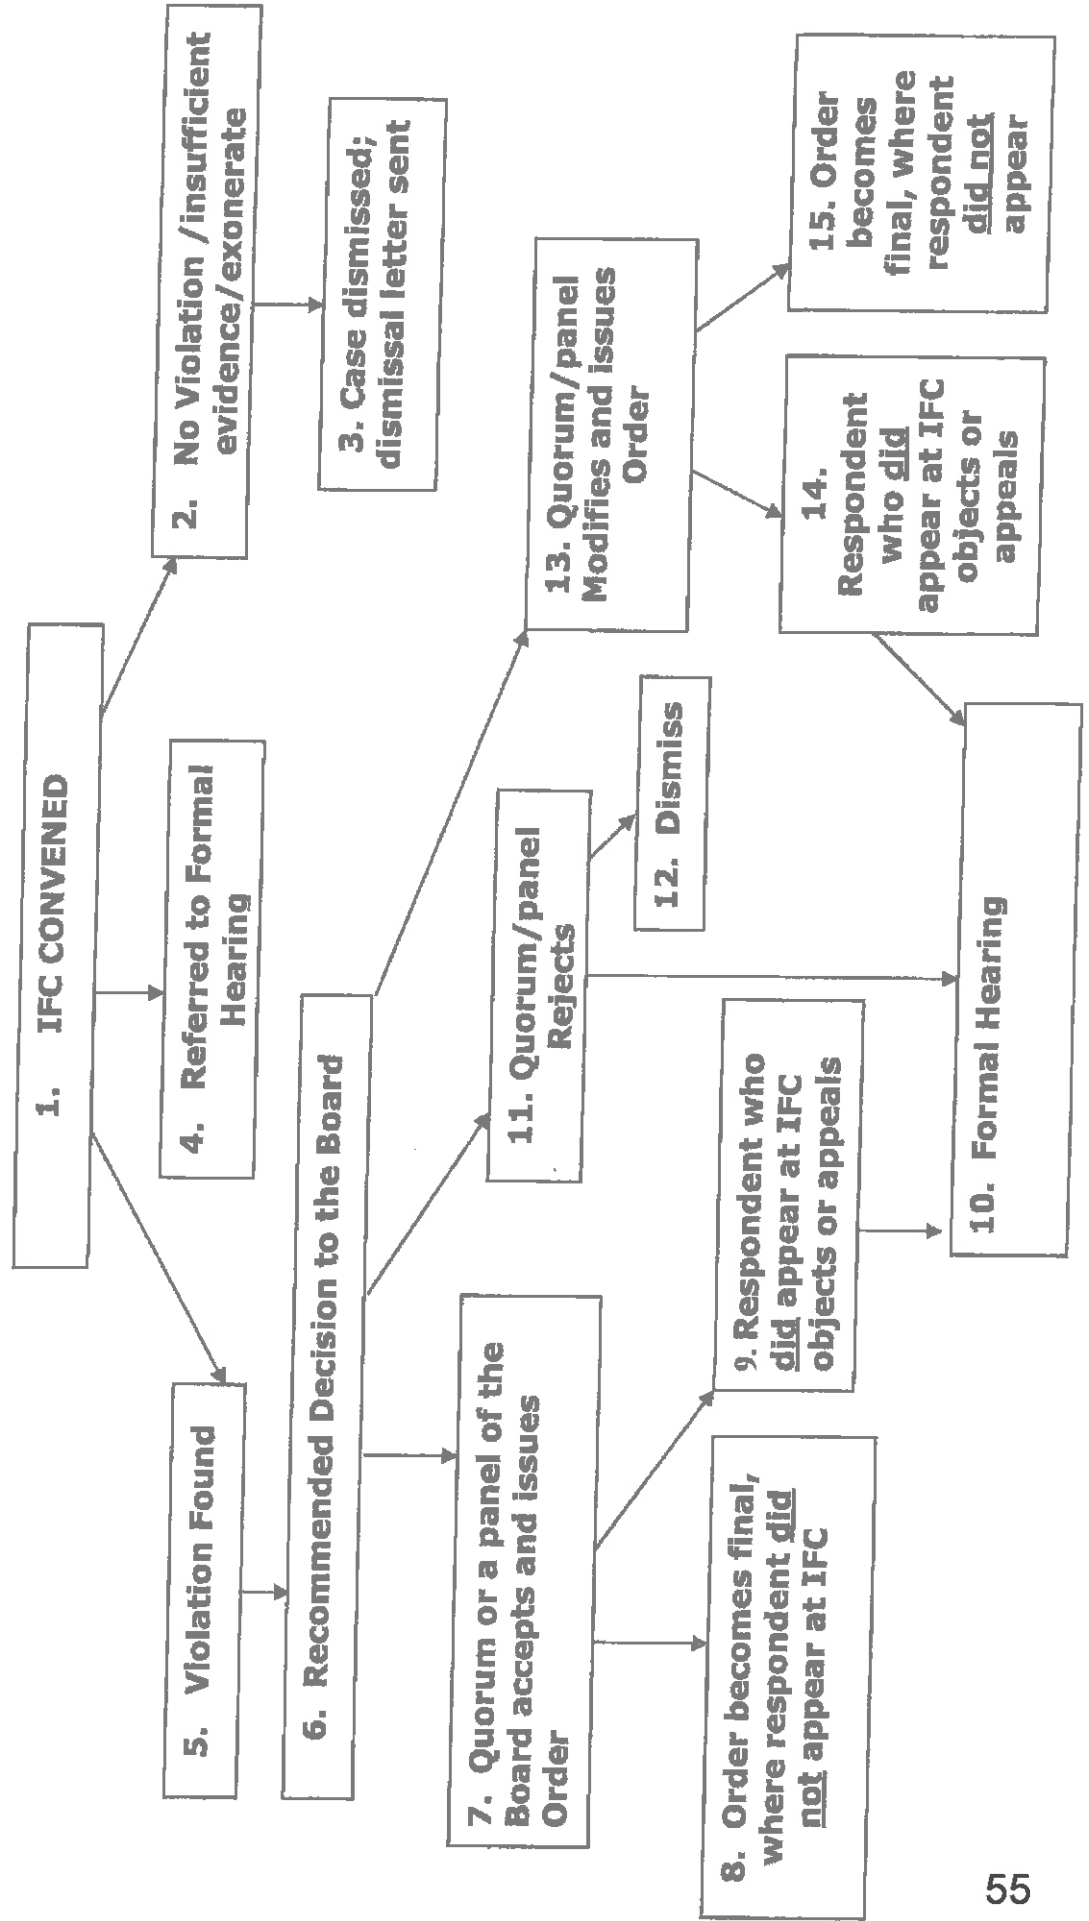 1. IFC CONVENED
2. No Violation /insufficient
evidence/exonerate
3. Case dismissed;
dismissal letter sent
4. Referred to Formal
Hearing
5. Violation Found
6. Recommended Decision to the Board
7. Quorum or a panel of the
Board accepts and issues
Order
8. Order becomes final,
where respondent did
not appear at IFC
9. Respondent who
did appear at IFC
objects or appeals
10. Formal Hearing
11. Quorum/panel
Rejects
12. Dismiss
13. Quorum/panel
Modifies and issues
Order
14.
Respondent
who did
appear at IFC
objects or
appeals
15. Order
becomes
final, where
respondent
did not
appear
55